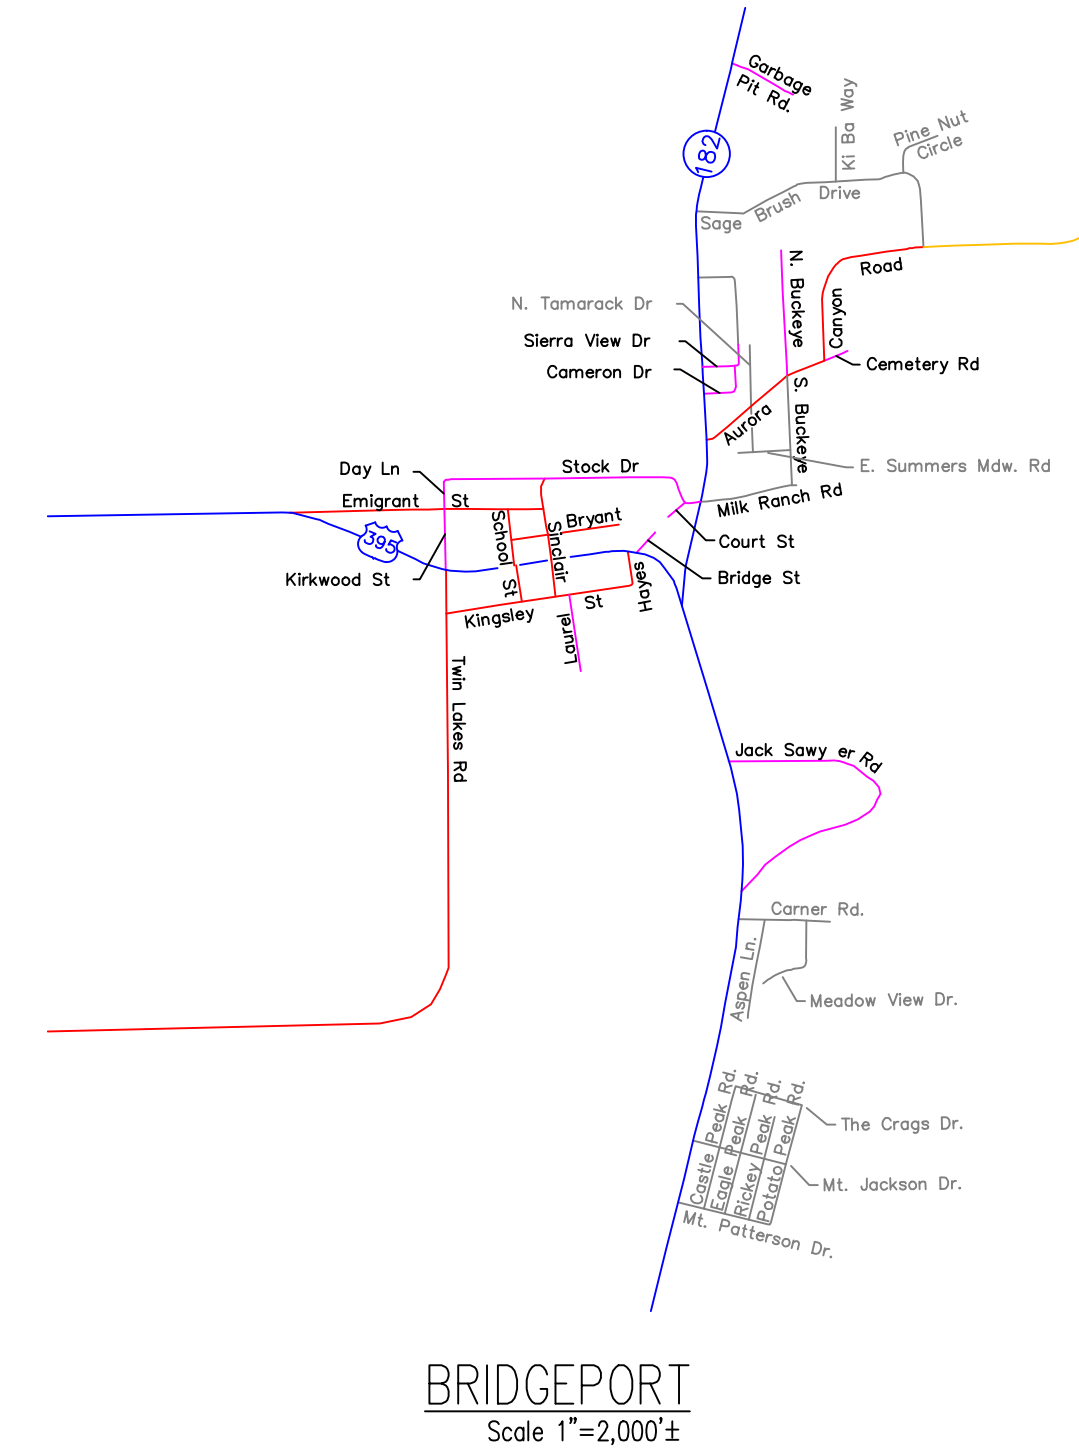 Garbage
Pit Rd.
182
Ki Ba Way
Pine Nut
Circle
Sage Brush Drive
N. Buckeye
Canyon Road
N. Tamarack Dr
Sierra View Dr
Cameron Dr
Cemetery Rd
S. Buckeye
Aurora
E. Summers Mdw. Rd
Day Ln
Stock Dr
Emigrant St
Milk Ranch Rd
School St
Sinclair
Bryant
395
Court St
Kirkwood St
Bridge St
Hayes
Kingsley St
Laurel
Twin Lakes Rd
Jack Sawy er Rd
Carner Rd.
Aspen Ln.
Meadow View Dr.
Castle Peak Rd.
Eagle Peak Rd.
Rickey Peak Rd.
Potato Peak Rd.
The Crags Dr.
Mt. Jackson Dr.
Mt. Patterson Dr.
BRIDGEPORT
Scale 1"=2,000'±